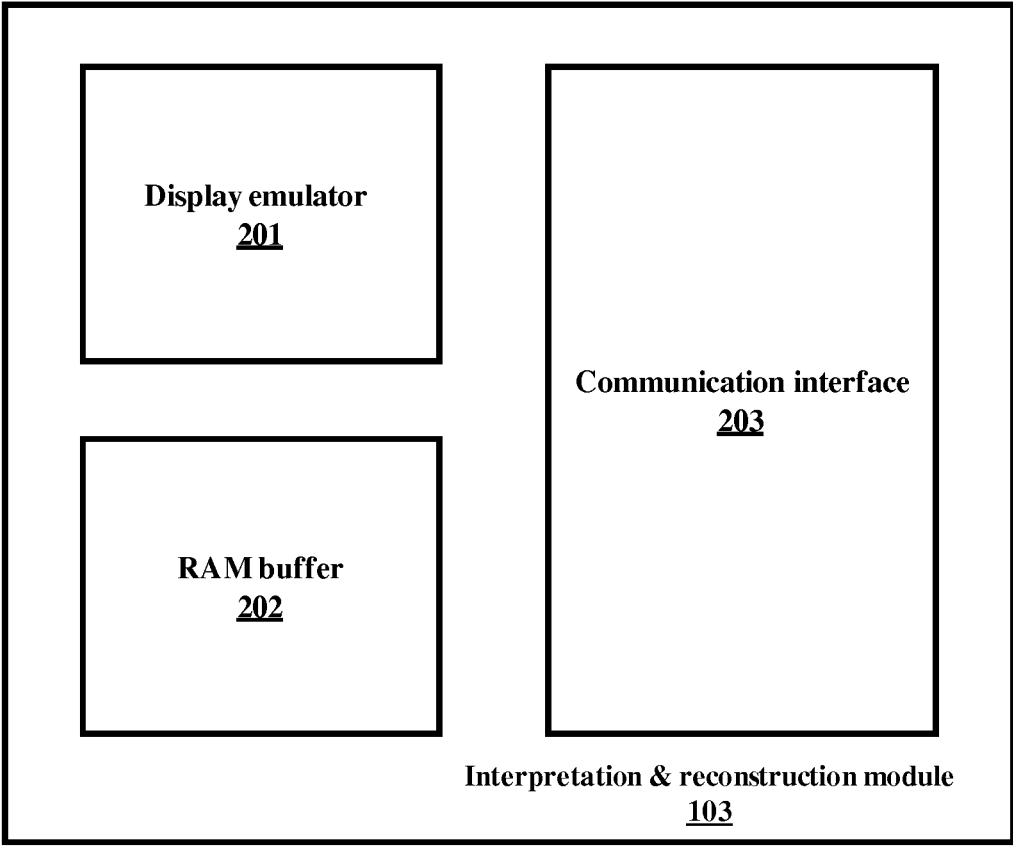 Display emulator
201
Communication interface
203
RAM buffer
202
Interpretation & reconstruction module
103